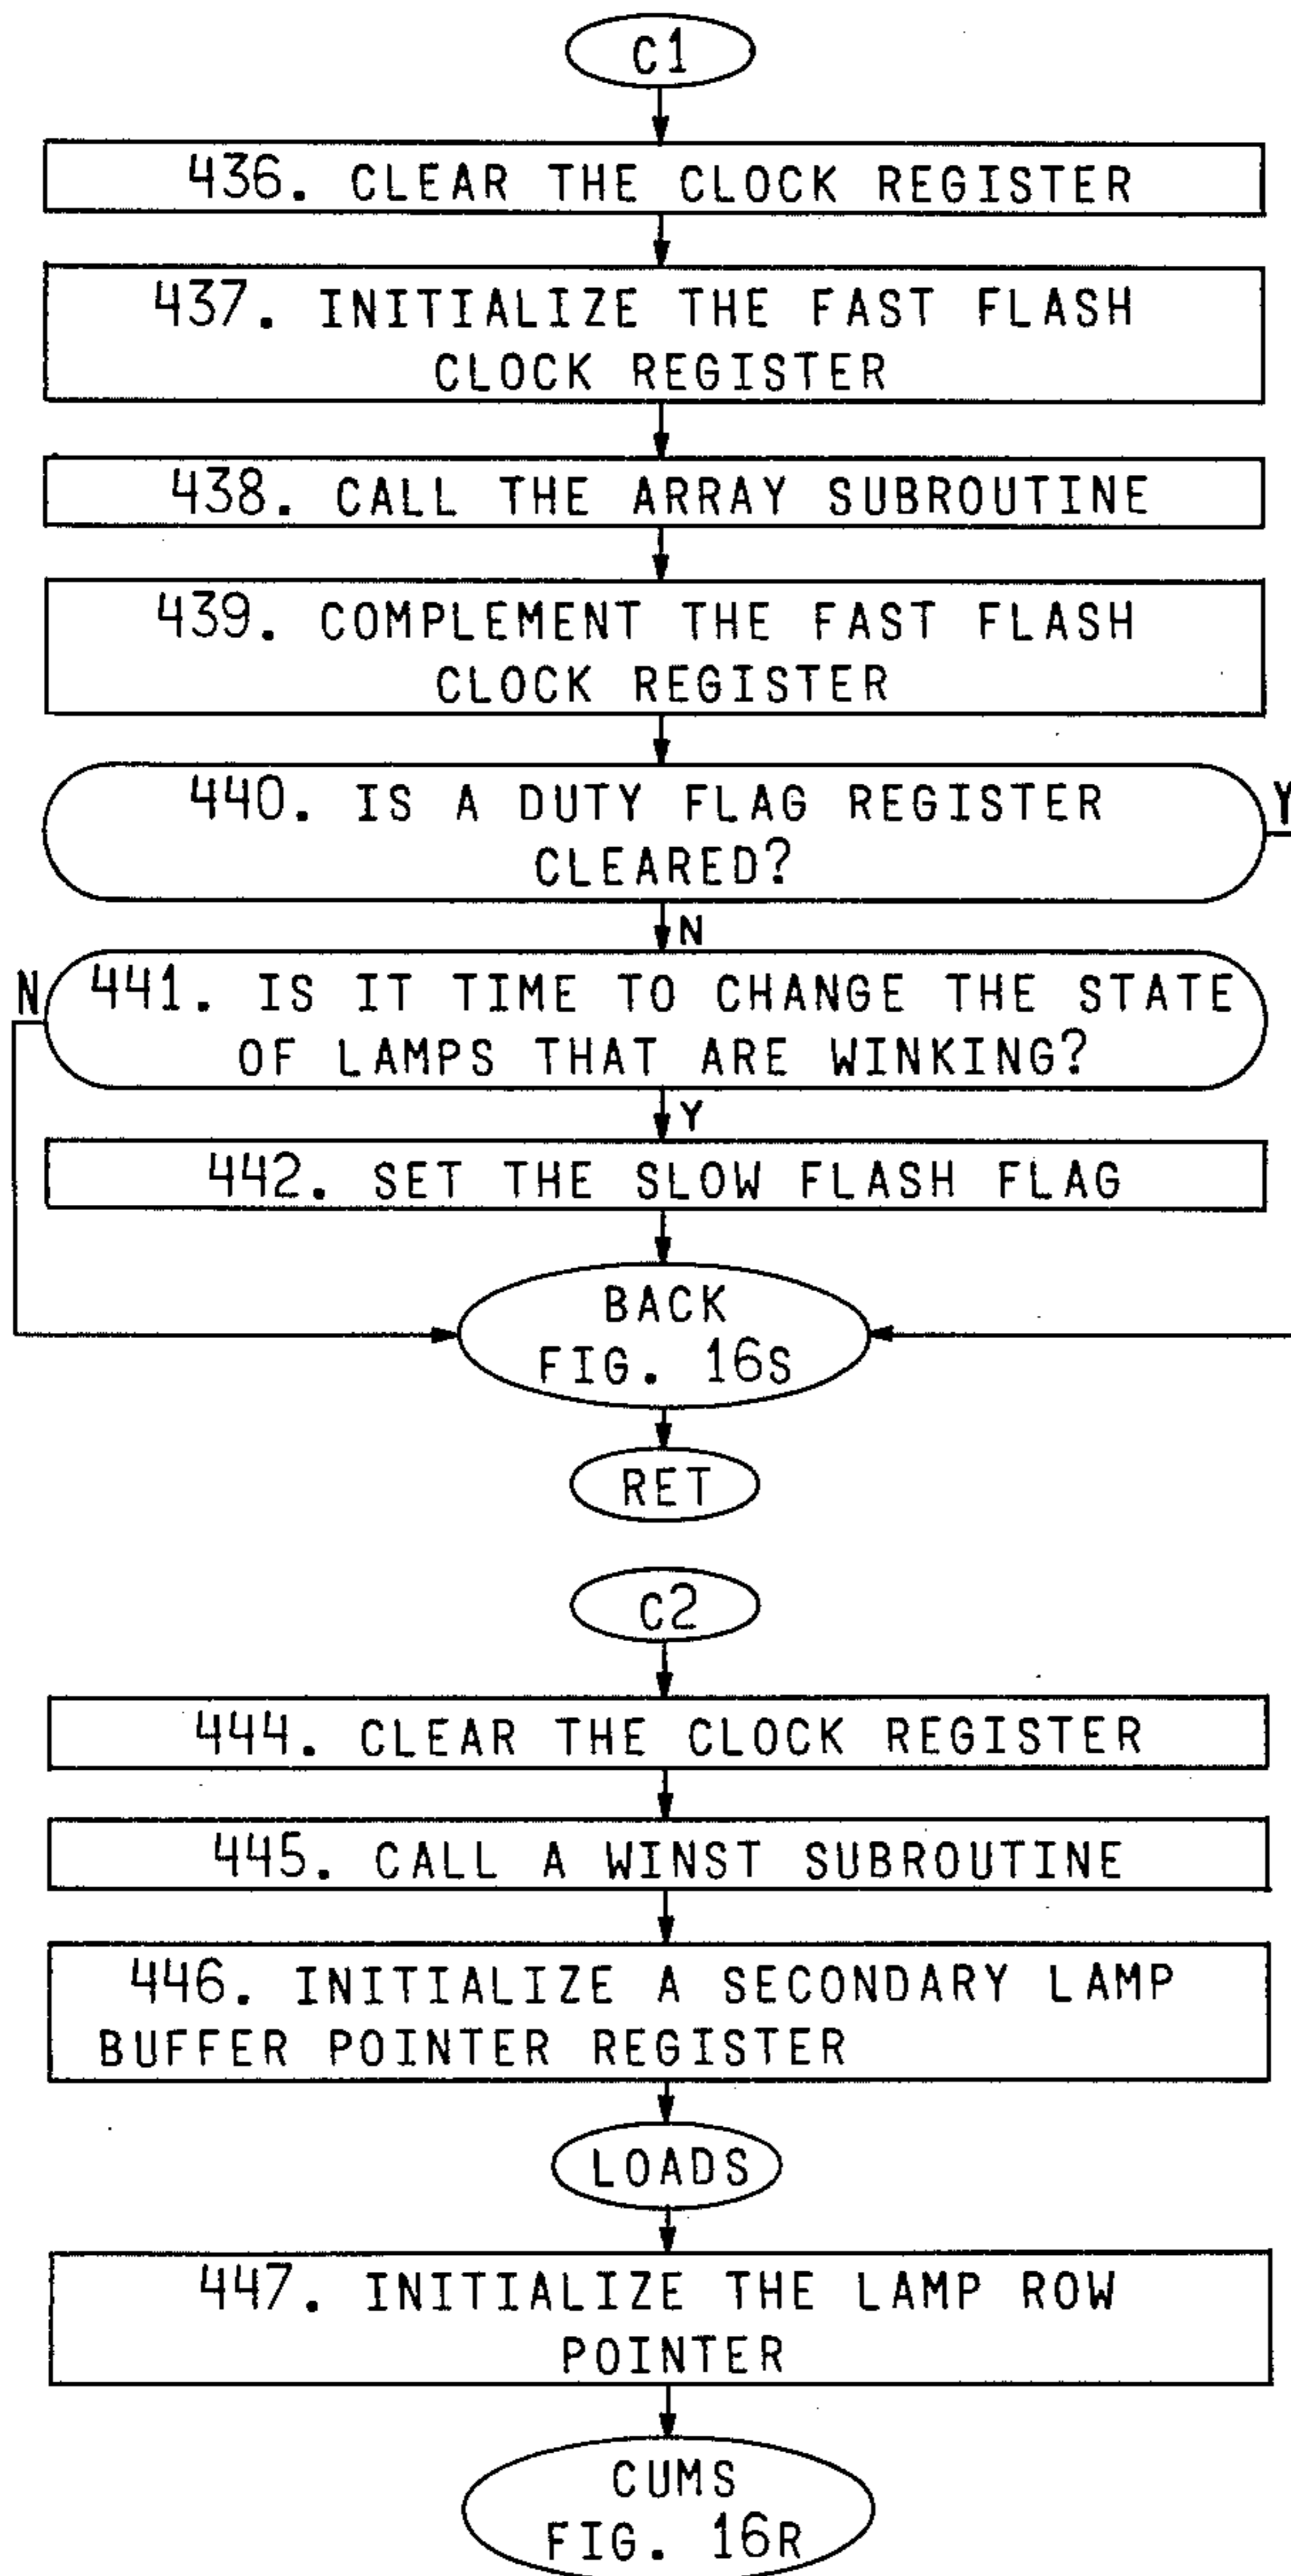 C1
436. CLEAR THE CLOCK REGISTER
437. INITIALIZE THE FAST FLASH
CLOCK REGISTER
438. CALL THE ARRAY SUBROUTINE
439. COMPLEMENT THE FAST FLASH
CLOCK REGISTER
440. IS A DUTY FLAG REGISTER
CLEARED?
Y
N
N
441. IS IT TIME TO CHANGE THE STATE
OF LAMPS THAT ARE WINKING?
Y
442. SET THE SLOW FLASH FLAG
BACK
FIG. 16S
RET
C2
444. CLEAR THE CLOCK REGISTER
445. CALL A WINST SUBROUTINE
446. INITIALIZE A SECONDARY LAMP
BUFFER POINTER REGISTER
LOADS
447. INITIALIZE THE LAMP ROW
POINTER
CUMS
FIG. 16R